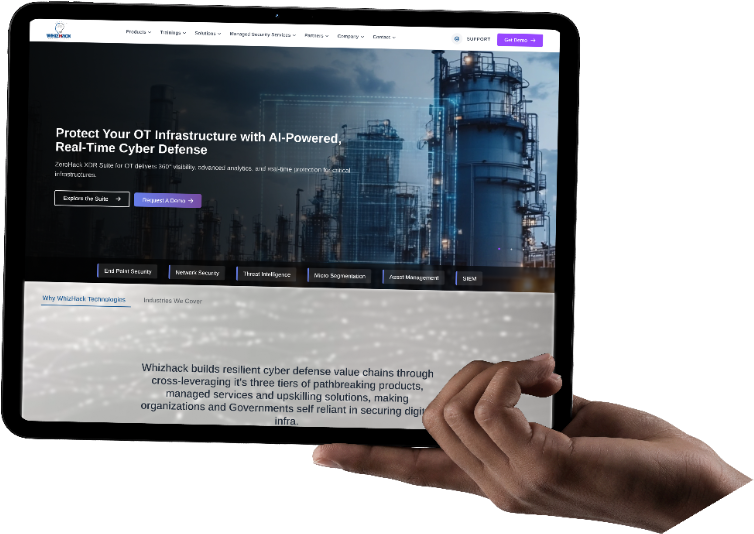 WHIZHACK
Products
Trainings
Solutions
Managed Security Services
Partners
Company
Contact
SUPPORT
Get Demo →
Protect Your OT Infrastructure with AI-Powered,
Real-Time Cyber Defense
ZeroHack XDR Suite for OT delivers 360° visibility, advanced analytics, and real-time protection for critical
infrastructures.
Explore the Suite →
Request A Demo →
End Point Security
Network Security
Threat Intelligence
Micro Segmentation
Asset Management
SIEM
Why WhizHack Technologies
Industries We Cover
Whizhack builds resilient cyber defense value chains through
cross-leveraging it's three tiers of pathbreaking products,
managed services and upskilling solutions, making
organizations and Governments self reliant in securing digit
infra.